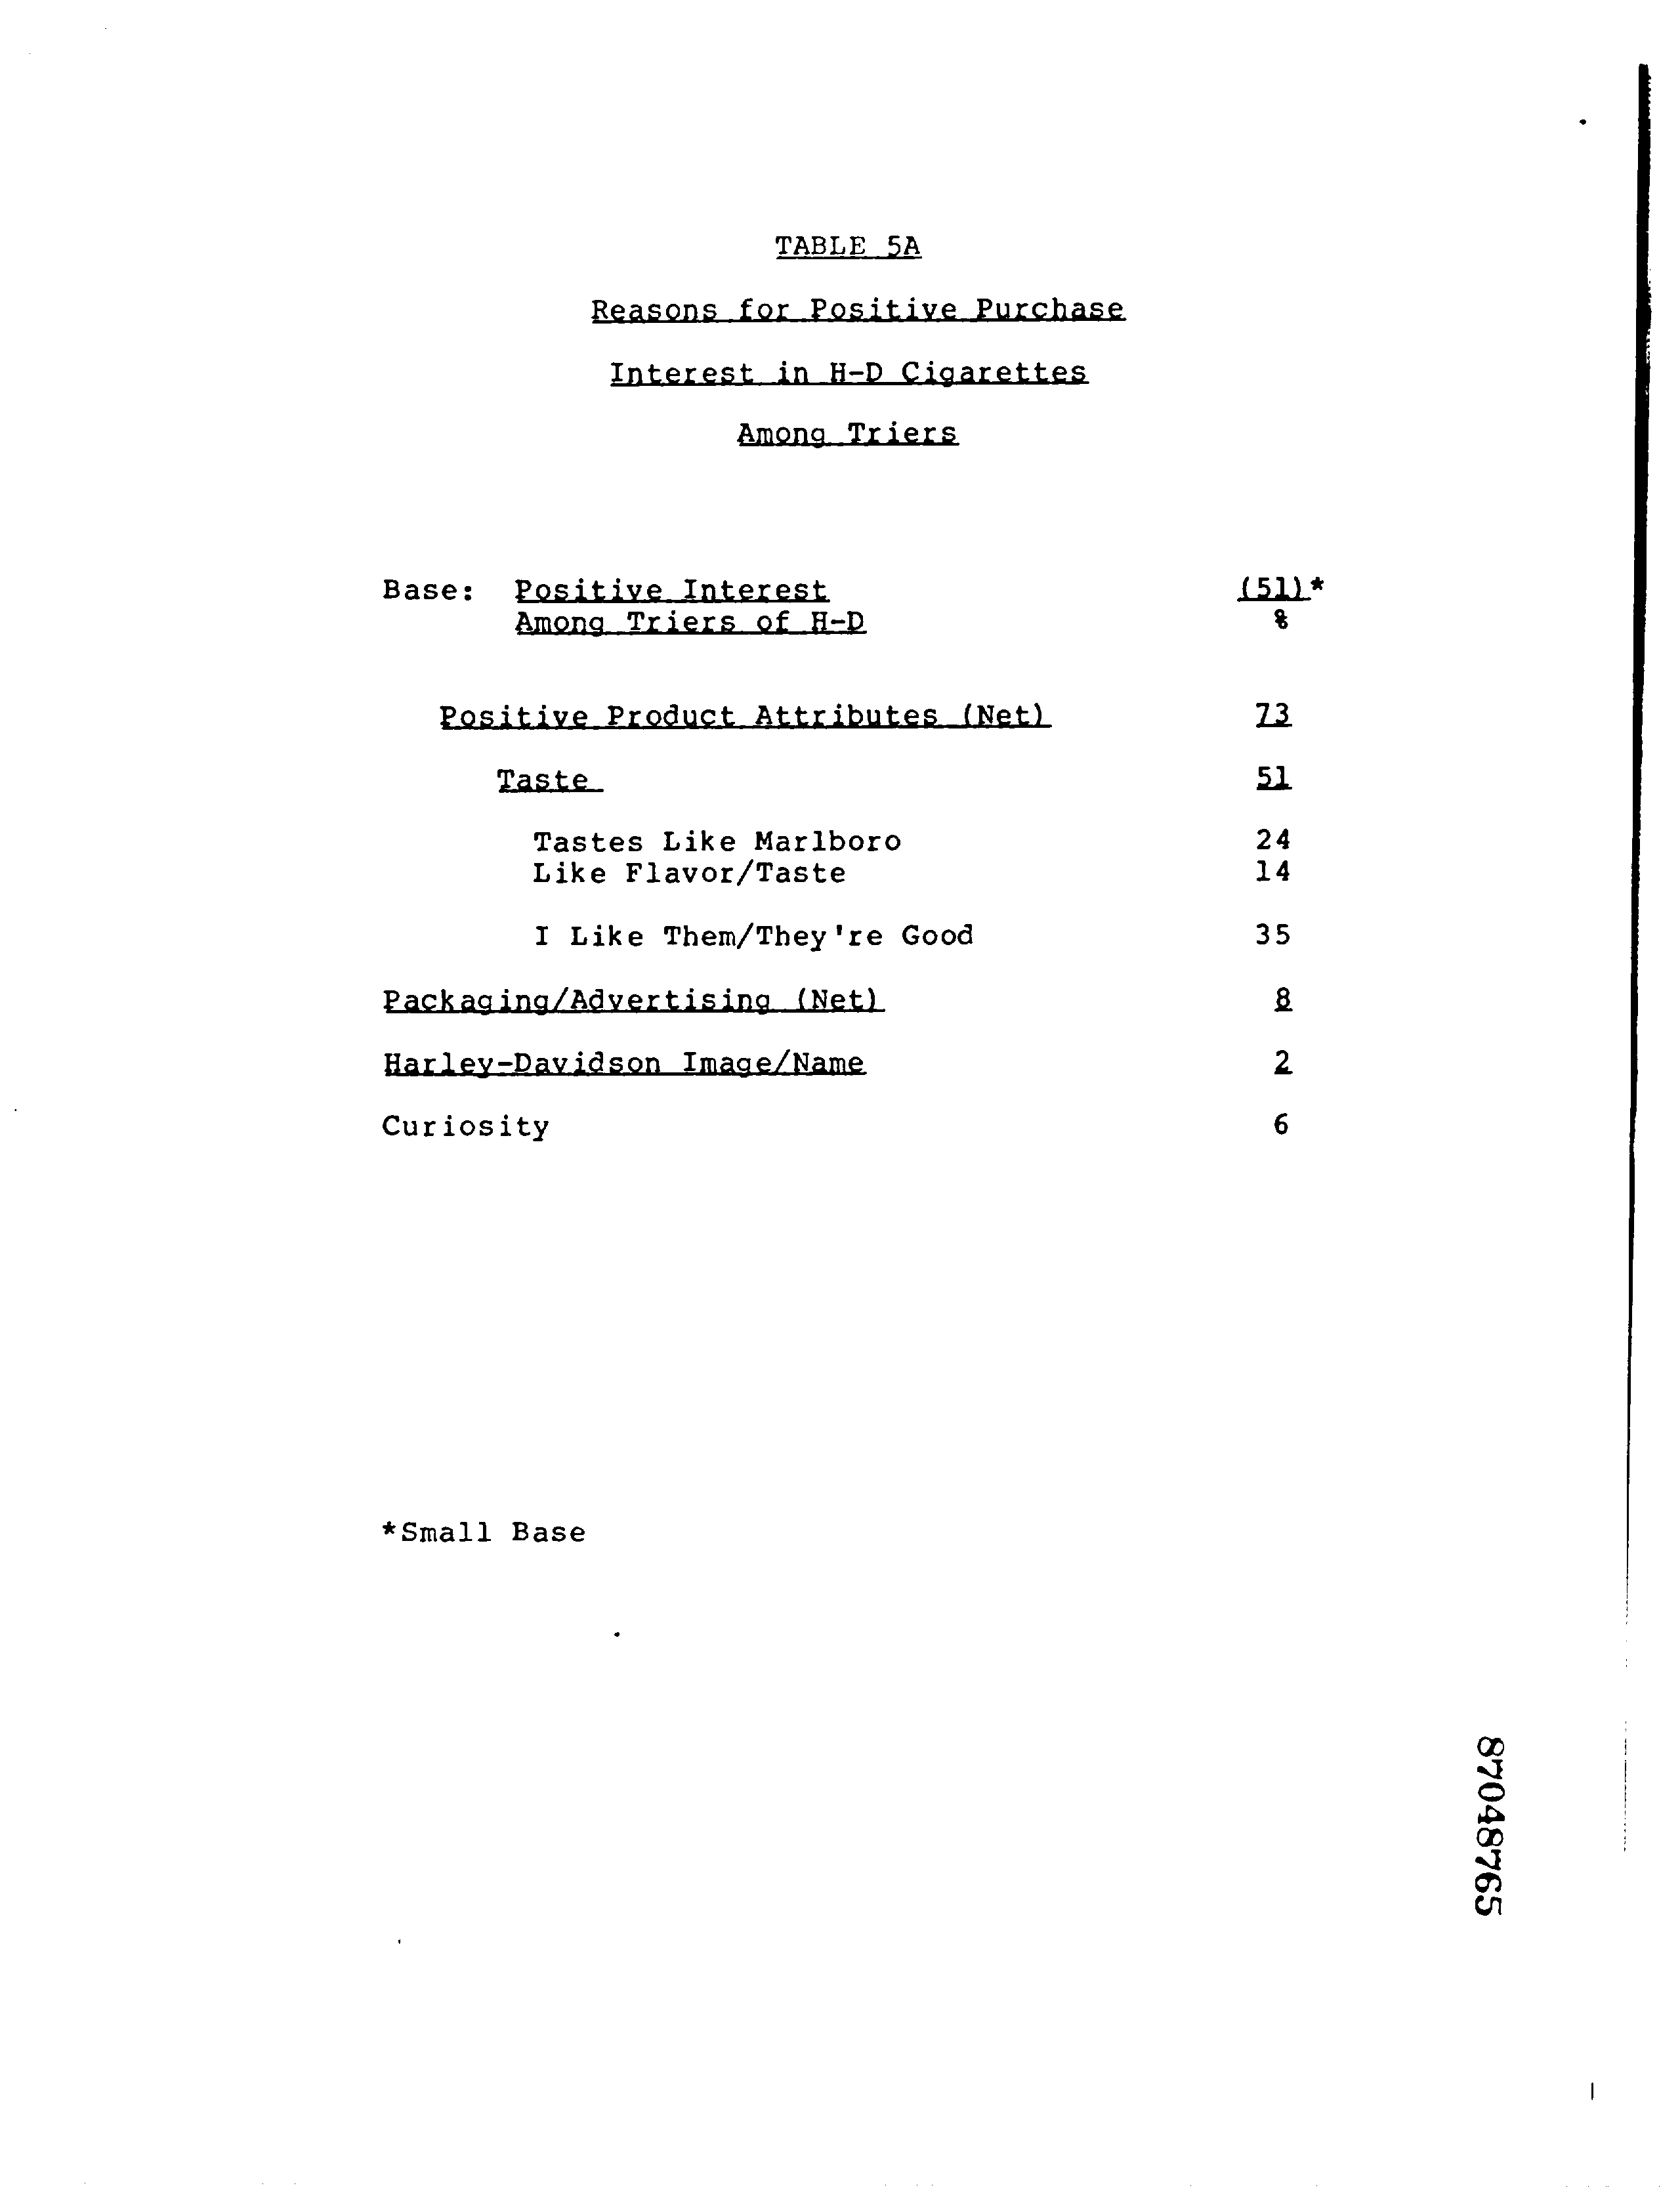 TABLE 5A
Reasons for Positive Purchase
Interest in H-D Cigarettes
Among Triers
Base: Positive Interest (51)*
Among Triers of H-D %
Positive Product Attributes (Net) 73
Taste 51
Tastes Like Marlboro 24
Like Flavor/Taste 14
I Like Them/They're Good 35
Packaging/Advertising (Net) 8
Harley-Davidson Image/Name 2
Curiosity 6
*Small Base
87048765